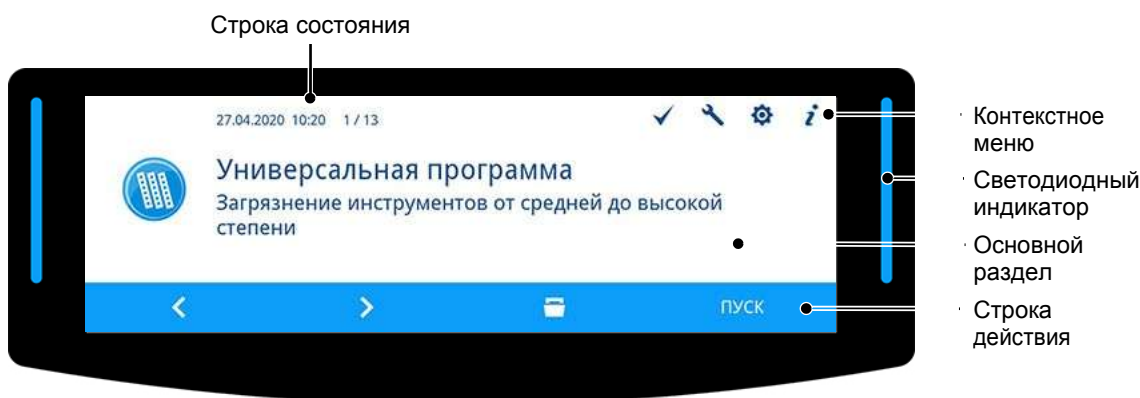 Строка состояния
27.04.2020 10:20 1 / 13
Универсальная программа
Загрязнение инструментов от средней до высокой
степени
ПУСК
Контекстное
меню
Светодиодный
индикатор
Основной
раздел
Строка
действия